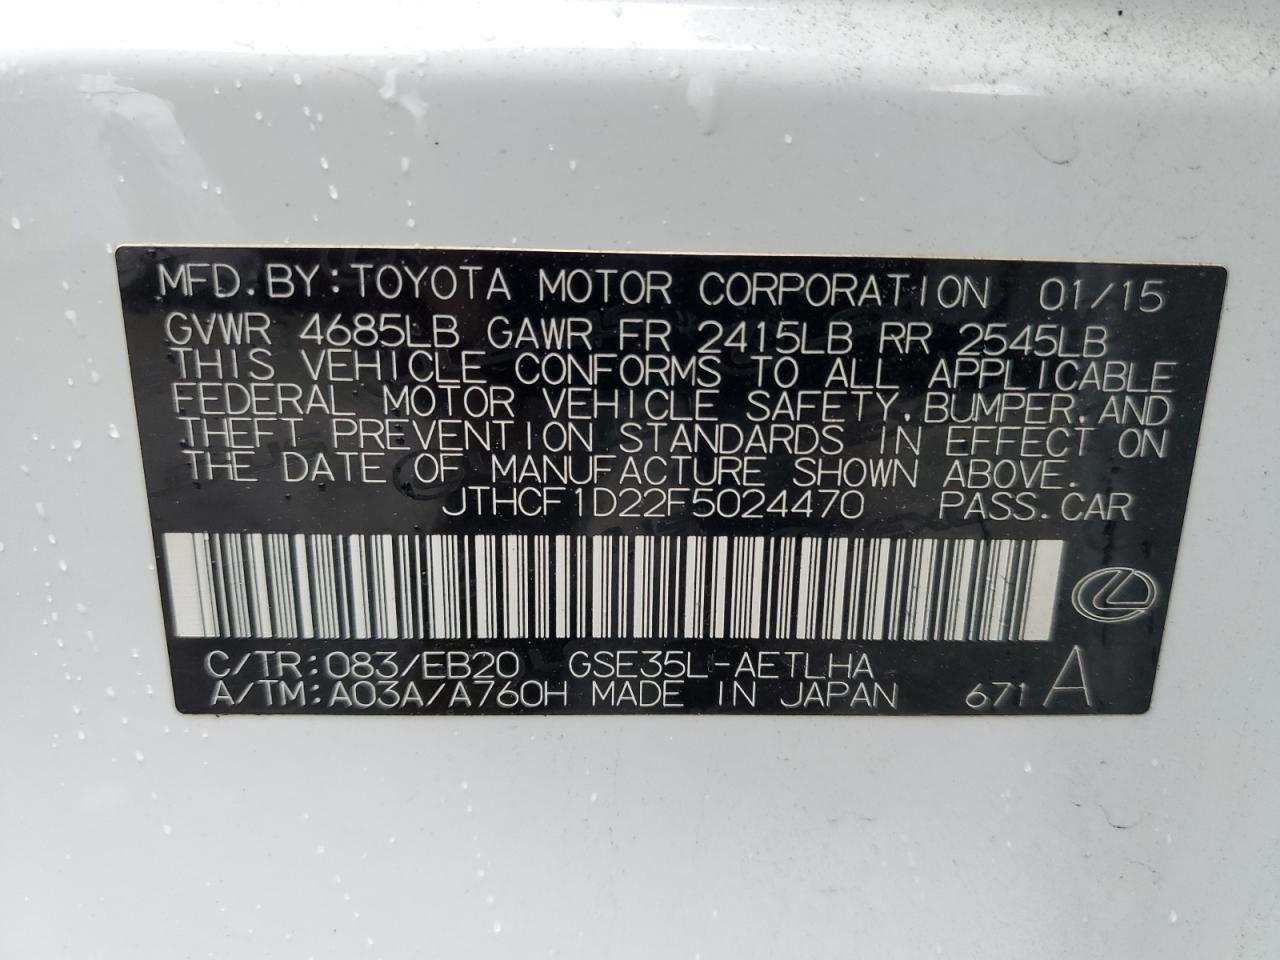 MFD. BY: TOYOTA MOTOR CORPORATION 01/15
GVWR 4685LB GAWR FR 2415LB RR 2545LB
THIS VEHICLE CONFORMS TO ALL APPLICABLE
FEDERAL MOTOR VEHICLE SAFETY, BUMPER, AND
THEFT PREVENTION STANDARDS IN EFFECT ON
THE DATE OF MANUFACTURE SHOWN ABOVE.
JTHCF1D22F5024470 PASS. CAR
C/TR: 083/EB20 GSE35L-AETLHA
A/TM: A03A/A760H MADE IN JAPAN 671 A